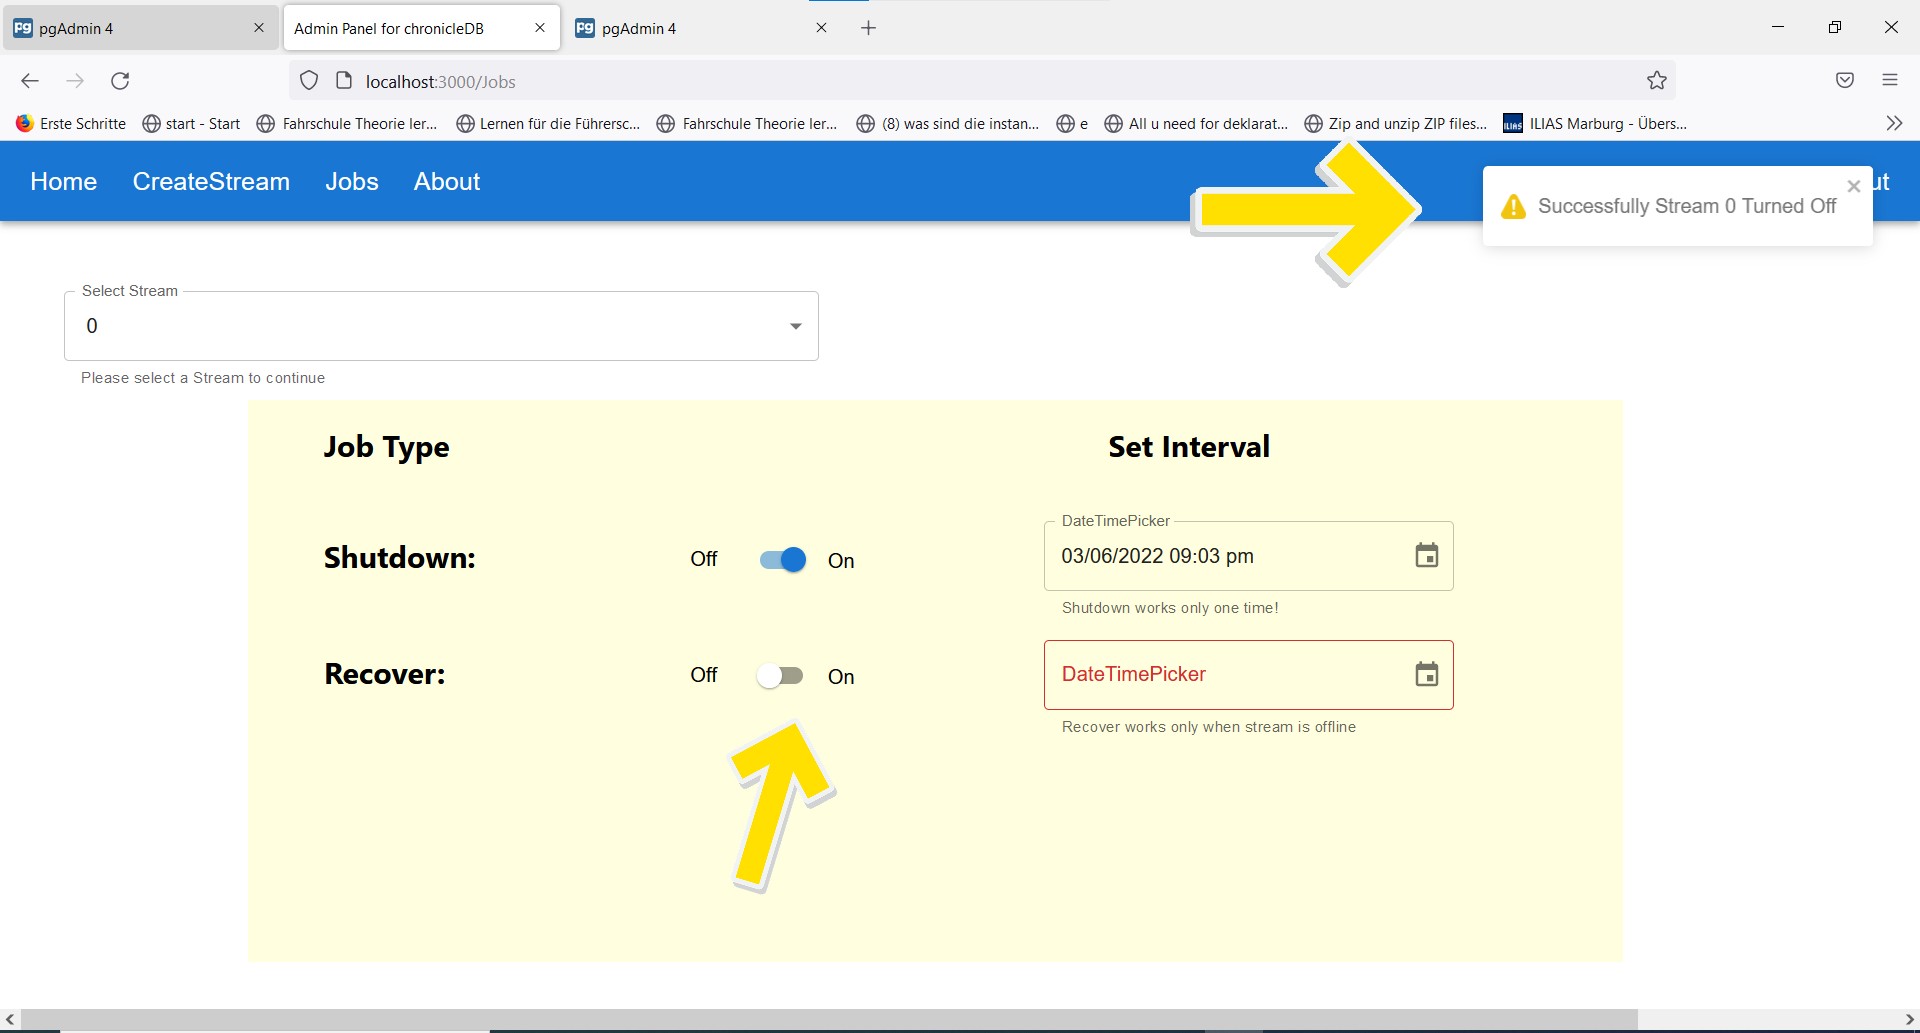 pgAdmin 4
Admin Panel for chronicleDB
pgAdmin 4
localhost:3000/Jobs
Erste Schritte
start - Start
Fahrschule Theorie ler...
Lernen für die Führersc...
Fahrschule Theorie ler...
(8) was sind die instan...
e
All u need for deklarat...
Zip and unzip ZIP files...
ILIAS Marburg - Übers...
Home CreateStream Jobs About
Successfully Stream 0 Turned Off
ut
Select Stream
0
Please select a Stream to continue
Job Type
Set Interval
Shutdown:
Off
On
DateTimePicker
03/06/2022 09:03 pm
Shutdown works only one time!
Recover:
Off
On
DateTimePicker
Recover works only when stream is offline